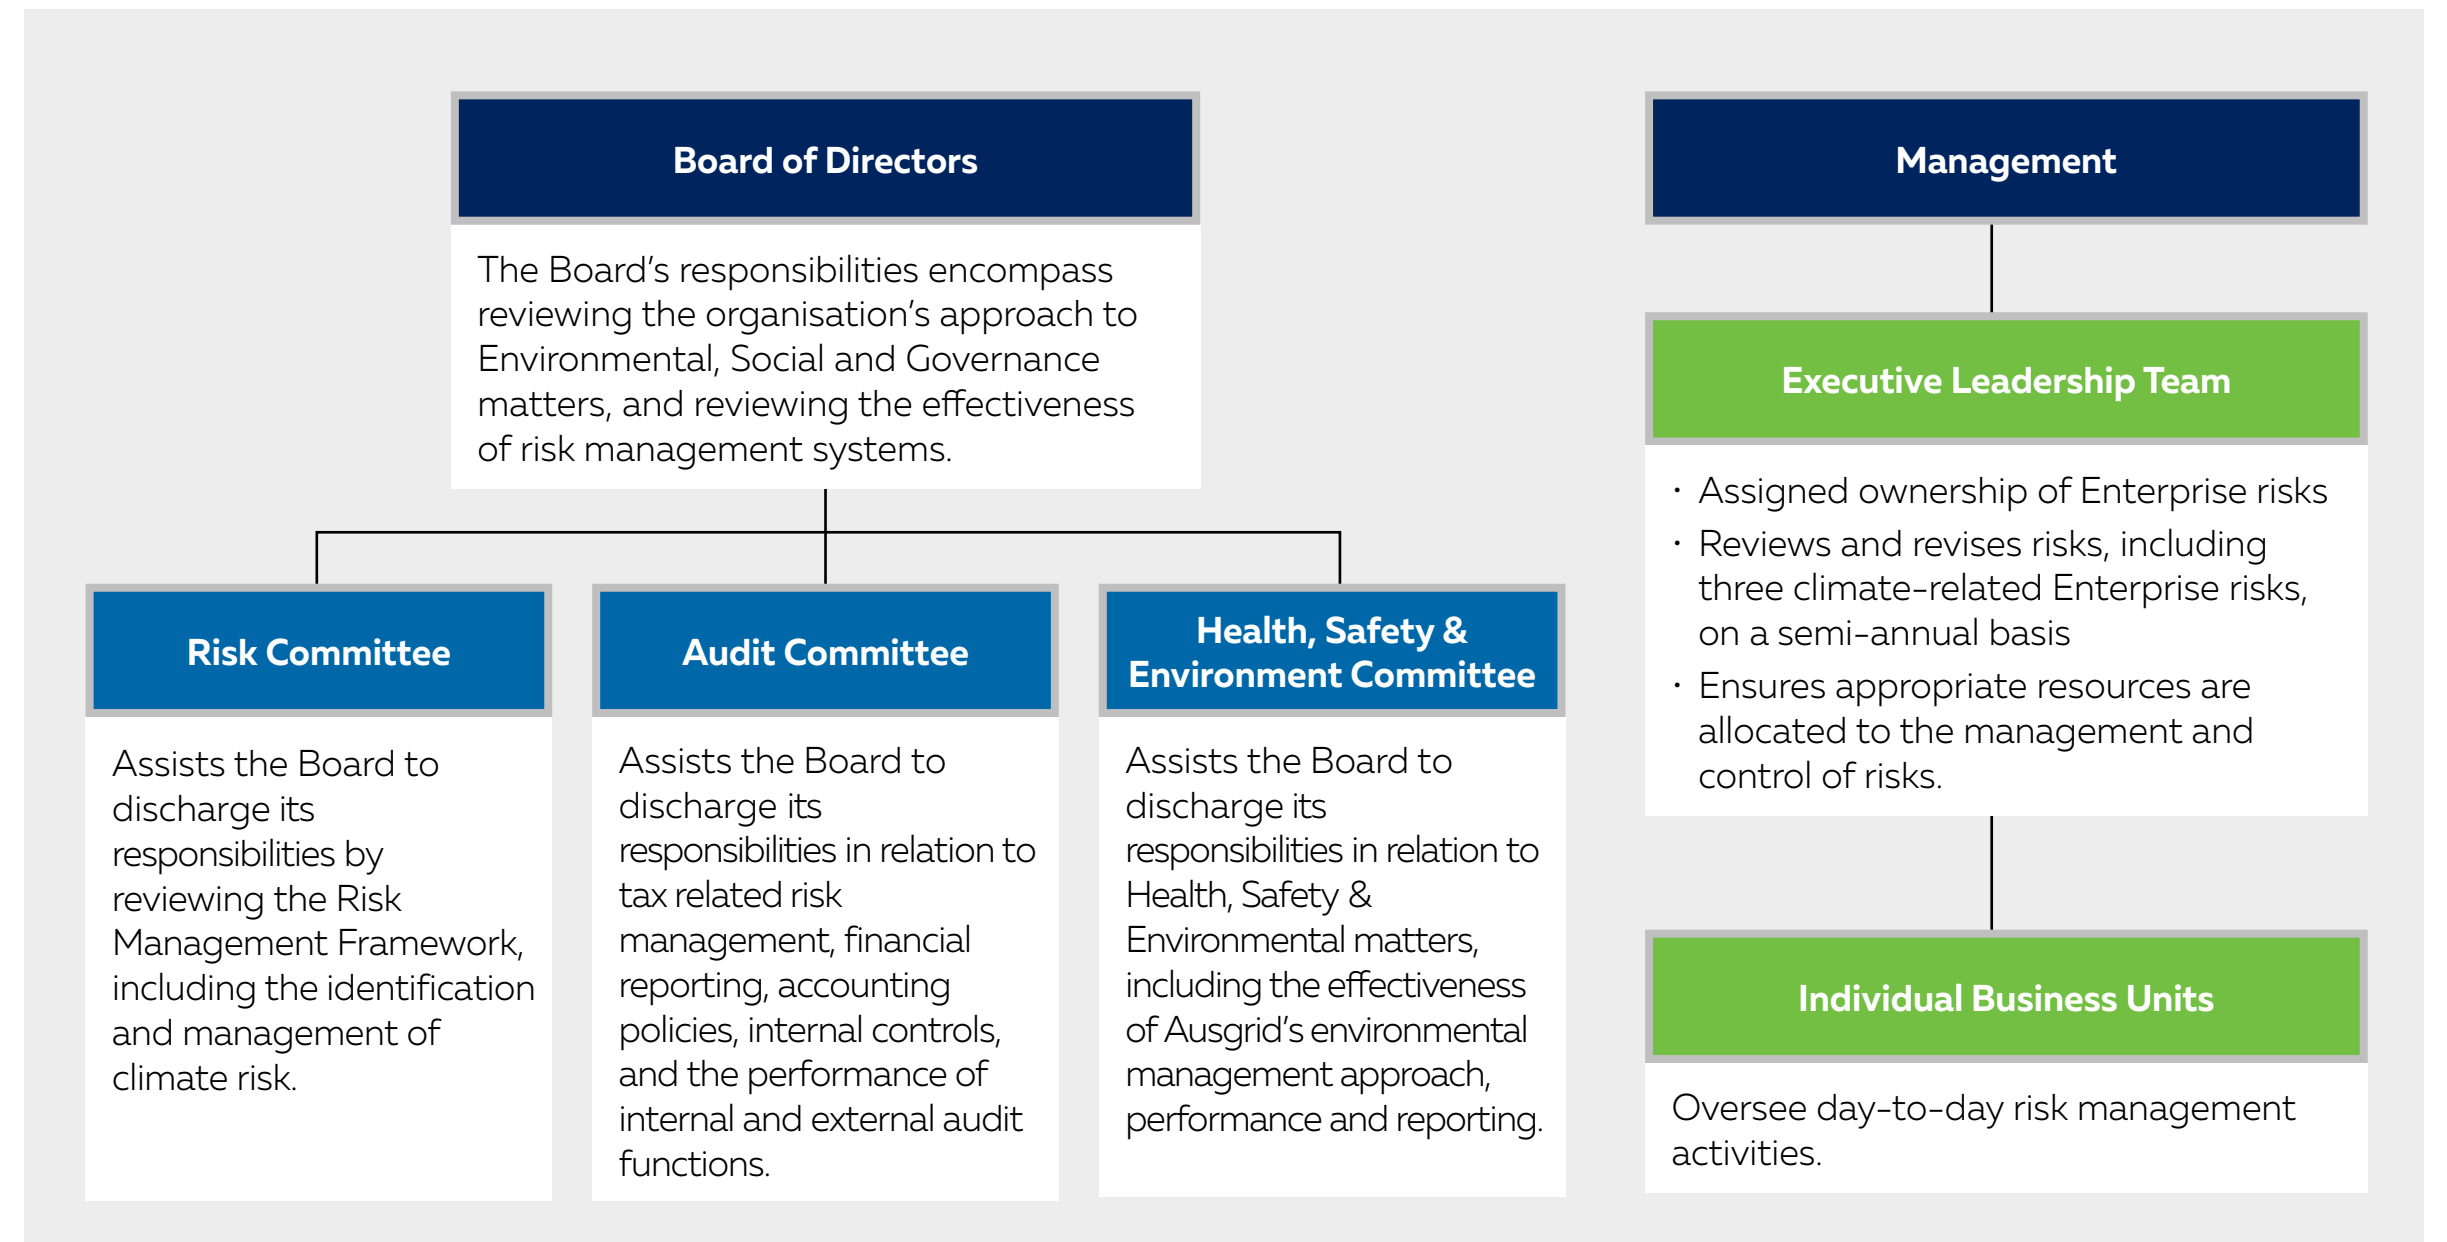 Board of Directors
The Board's responsibilities encompass
reviewing the organisation's approach to
Environmental, Social and Governance
matters, and reviewing the effectiveness
of risk management systems.
Risk Committee
Assists the Board to
discharge its
responsibilities by
reviewing the Risk
Management Framework,
including the identification
and management of
climate risk.
Audit Committee
Assists the Board to
discharge its
responsibilities in relation to
tax related risk
management, financial
reporting, accounting
policies, internal controls,
and the performance of
internal and external audit
functions.
Health, Safety &
Environment Committee
Assists the Board to
discharge its
responsibilities in relation to
Health, Safety &
Environmental matters,
including the effectiveness
of Ausgrid's environmental
management approach,
performance and reporting.
Management
Executive Leadership Team
· Assigned ownership of Enterprise risks
· Reviews and revises risks, including
three climate-related Enterprise risks,
on a semi-annual basis
· Ensures appropriate resources are
allocated to the management and
control of risks.
Individual Business Units
Oversee day-to-day risk management
activities.